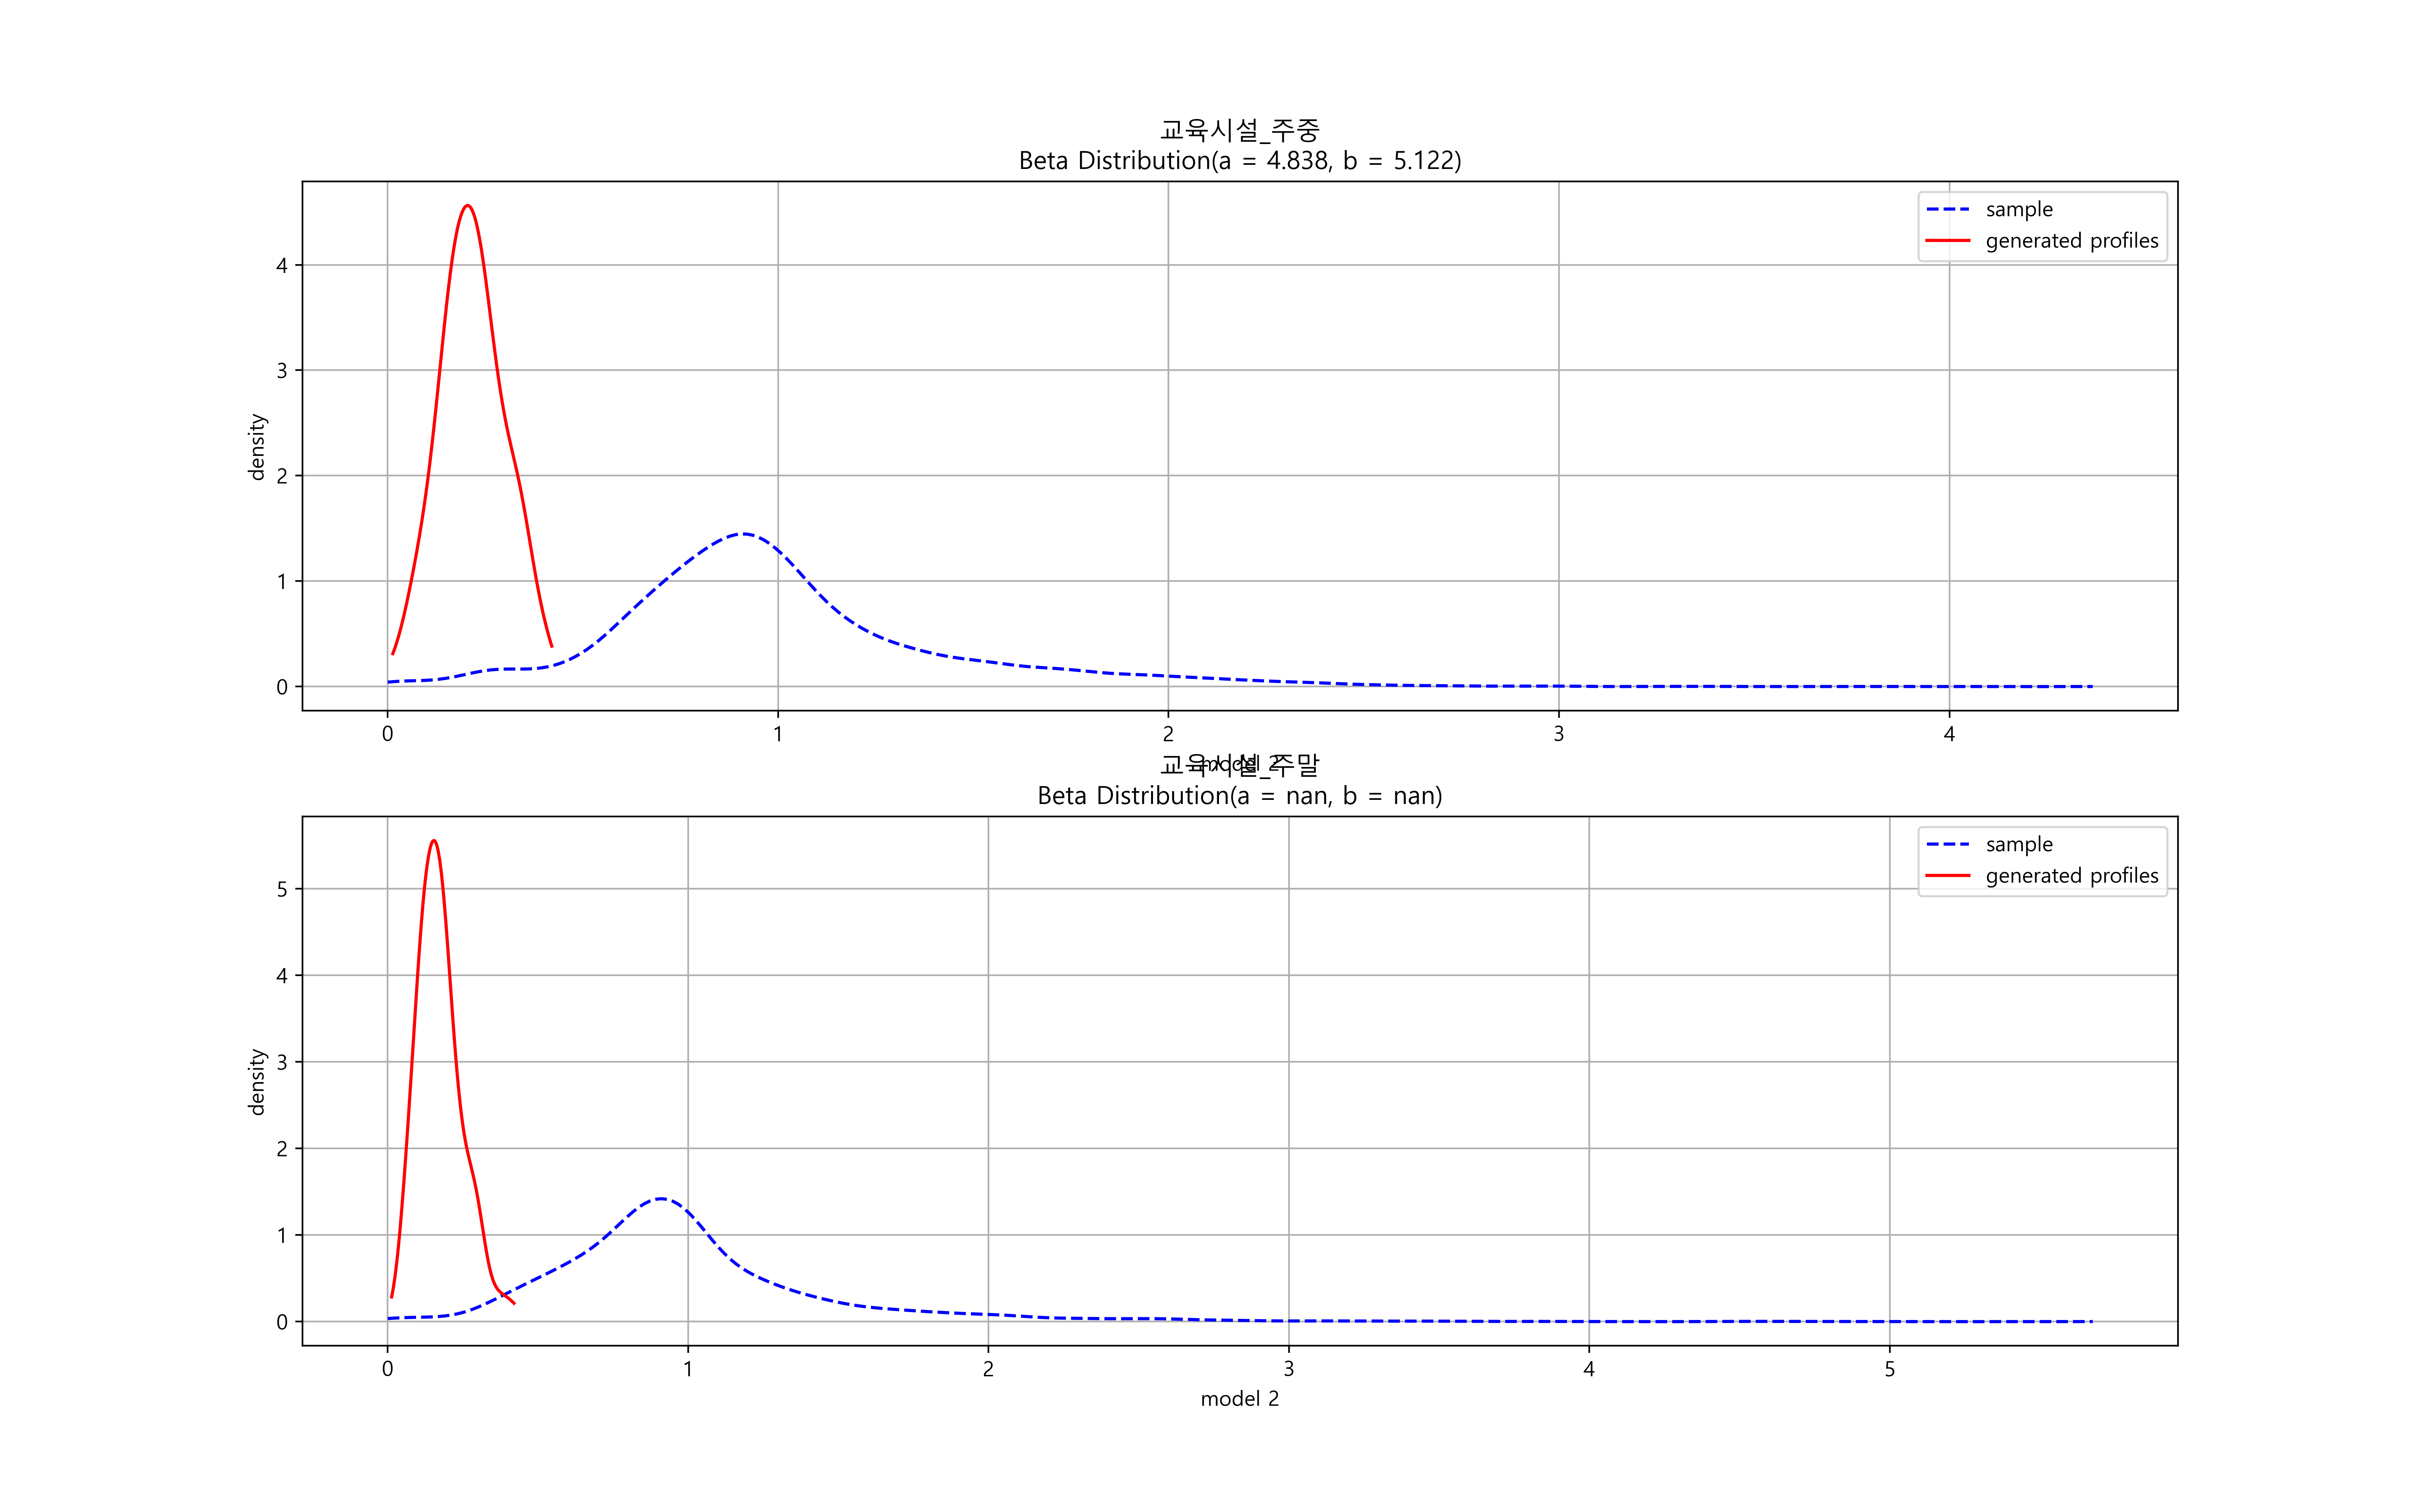 교육시설_주중
Beta Distribution(a = 4.838, b = 5.122)
sample
generated profiles
density
4
3
2
1
0
0 1 2 3 4
model 2
교육시설_주말
Beta Distribution(a = nan, b = nan)
sample
generated profiles
density
5
4
3
2
1
0
0 1 2 3 4 5
model 2